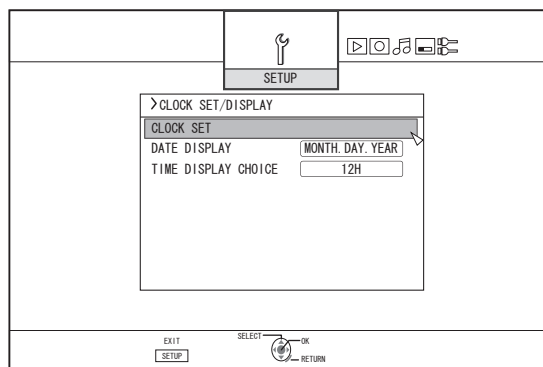 SETUP
>CLOCK SET/DISPLAY
CLOCK SET
DATE DISPLAY MONTH. DAY. YEAR
TIME DISPLAY CHOICE 12H
EXIT
SETUP
SELECT
OK
RETURN